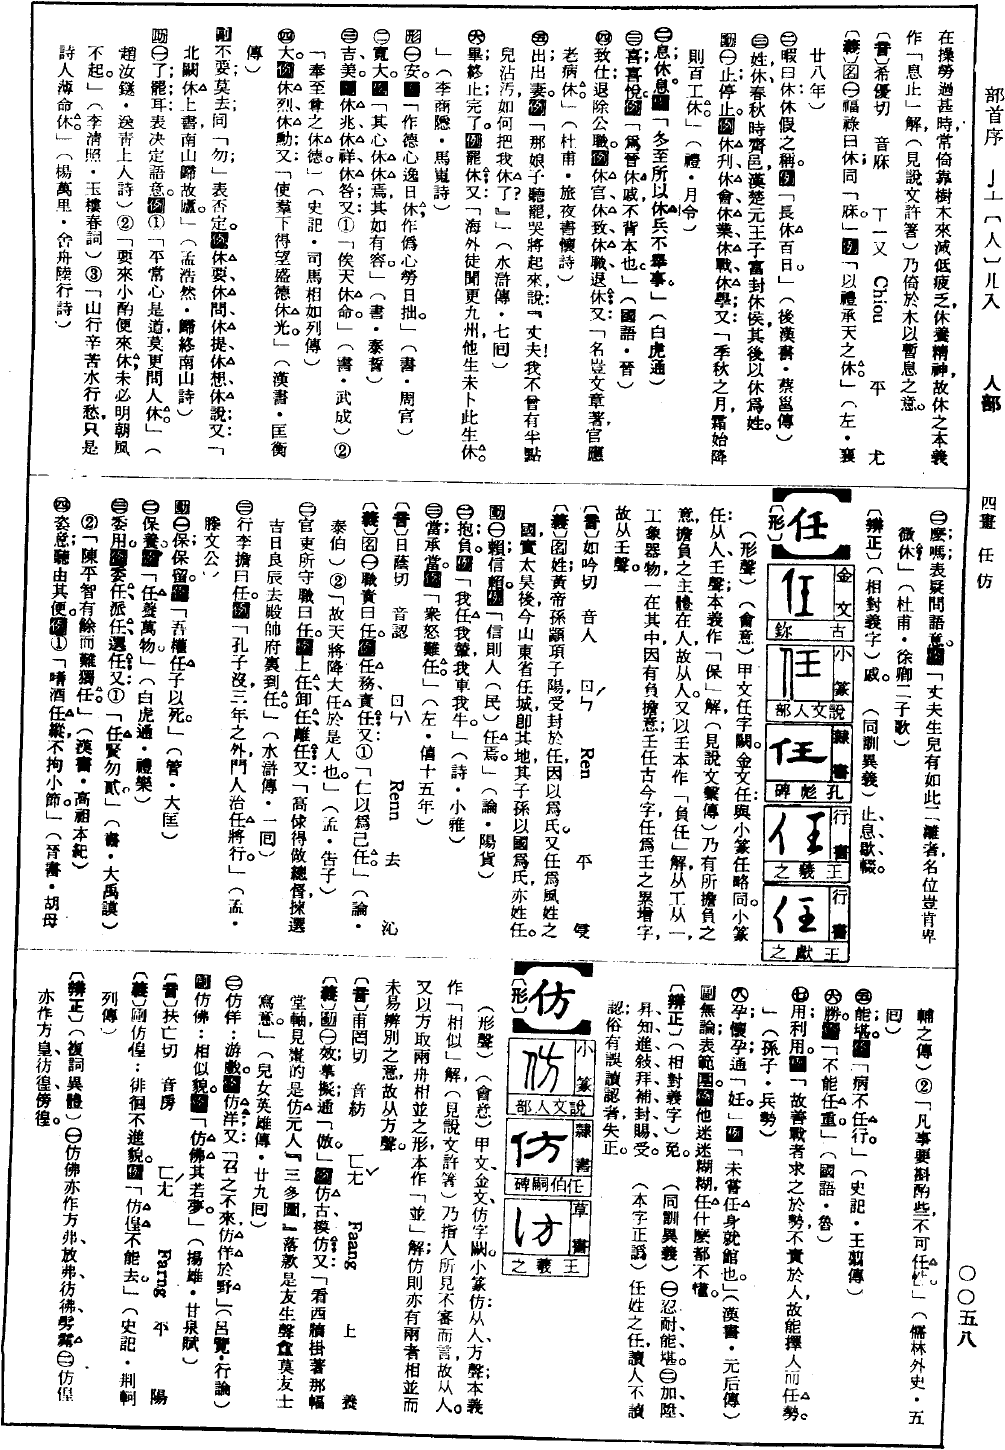 部首序 亅亠〔人〕儿入 人部 四畫 任仿 〇〇五八
在操勞過甚時常倚靠樹木來減低疲乏休養精神，故休之本義
作「息止」解（見說文許箸）乃倚於木以暫息之意。
〔音〕希優切 音庥 ㄒㄧㄡ Chiou 平 尤
〔義〕名㊀福祿曰休，同「庥」例「以禮承天之休。」（左·襄
廿八年）
㊁暇曰休，休假之稱。例「長休百日。」（後漢書·蔡邕傳）
㊂姓，休，春秋時齊邑，漢楚元王子富封休侯，其後以休爲姓。
動㊀止，停止。例休刋、休會、休業、休戰、休學；又「季秋之月，霜始降，
則百工休。」（禮·月令）
㊁息，休息。例「冬至所以休兵不舉事。」（白虎通）
㊂喜，喜悅。例「爲晉休戚，不背本也。」（國語·晉）
㊃致仕，退除公職。例休官、休致、休職、退休；又「名豈文章著，官應
老病休。」（杜甫·旅夜書懷詩）
㊄出，出妻。例「那娘子聽罷，哭將起來，說：『丈夫！我不曾有半點
兒沾污，如何把我休了？』」（水滸傳·七回）
㊅畢，終止，完了。例罷休；又「海外徒聞更九州，他生未卜此生休。
」（李商隱·馬嵬詩）
形㊀安。例「作德心逸日休，作僞心勞日拙。」（書·周官）
㊁寬大。例「其心休休焉，其如有容。」（書·泰誓）
㊂吉，美。例休兆、休祥、休咎；又①「俟天休命。」（書·武成）②
「奉至尊之休德。」（史記·司馬相如列傳）
㊃大。例休烈、休勳；又「使羣下得望盛德休光。」（漢書·匡衡
傳）
副不要，莫去，同「勿」，表否定。例休要、休問、休提、休想、休說；又「
北闕休上書，南山歸故廬。」（孟浩然·歸終南山詩）
助㊀了；罷；耳，表決定語意。例①「平常心是道，莫更問人休。」（
趙汝鐩·送靑上人詩）②「要來小酌便來休，未必明朝風
不起。」（李清照·玉樓春詞）③「山行辛苦水行愁，只是
詩人薄命休。」（楊萬里·舍舟陸行詩）
㊁麼；嗎，表疑問語意。例「丈夫生兒有如此二雛者，名位豈肯卑
微休。」（杜甫·徐卿二子歌）
〔辨正〕（相對義字）戚。（同訓異義）止、息、歇、輟。
【任】
金文 古鉨
小篆 說文人部
隸書 孔彪碑
行書 王羲之
行書 王獻之
〔形〕（形聲）（會意）甲文任字闕。金文任：與小篆任略同。小篆
任：从人，壬聲，本義作「保」解（見說文繫傳）乃有所擔負之
意，擔負之主體在人，故从人。又以壬本作「負任」解，从工从一，
工象器物，一在其中，因有負擔意；壬任古今字，任爲壬之累增字，
故从壬聲。
〔音〕如吟切 音人 ㄖㄣˊ Ren 平 侵
〔義〕名姓，黃帝孫顓頊子陽受封於任，因以爲氏；又任爲風姓之
國，實太昊後，今山東省任城卽其地，其子孫以國爲氏，亦姓任。
動㊀賴，信賴。例「信則人（民）任焉。」（論·陽貨）
㊁抱，負。例「我任我輦，我車我牛。」（詩·小雅）
㊂當，承當。例「衆怒難任。」（左·僖十五年）
〔音〕日蔭切 音認 ㄖㄣˋ Renn 去 沁
〔義〕名㊀職責曰任。例任務、責任；又①「仁以爲己任。」（論·
泰伯）②「故天將降大任於是人也。」（孟·告子）
㊁官吏所守職曰任。例上任、卸任、離任；又「高俅得做總督，揀選
吉日良辰，去殿帥府裏到任。」（水滸傳·一回）
㊂行李擔曰任。例「孔子沒，三年之外，門人治任將行。」（孟·
滕文公）
動㊀保，保留。例「吾權任子以死。」（管·大匡）
㊁保，養。例「任養萬物。」（白虎通·禮樂）
㊂委，用。例委任、派任、選任；又①「任賢勿貳。」（書·大禹謨）
②「陳平智有餘而難獨任。」（漢書·高祖本紀）
㊃恣意，聽由其便。例①「嗜酒任縱，不拘小節。」（晉書·胡母
輔之傳）②「凡事要斟酌些，不可任性。」（儒林外史·五
回）
㊄能，堪。例「病不任行。」（史記·王翦傳）
㊅勝。例「不能任重。」（國語·魯）
㊆用，利用。例「故善戰者，求之於勢，不責於人，故能擇人而任勢。
」（孫子·兵勢）
㊇孕，懷孕，通「妊」。例「未嘗任身就館也。」（漢書·元后傳）
副無論，表範圍。例他迷迷糊糊，任什麼都不懂。
〔辨正〕（相對義字）免。（同訓異義）㊀忍、耐、能、堪。㊁加、陞、
昇、知、進、敍、拜、補、封、賜、受。（本字正譌）任姓之任，讀人不讀
認，俗有誤讀認者，失正。
【仿】
小篆 說文人部
隸書 任伯嗣碑
草書 王羲之
〔形〕（形聲）（會意）甲文、金文仿字闕。小篆仿：从人，方聲，本義
作「相似」解（見說文許箸）乃指人所見不審而言，故从人。
又以方取兩舟相並之形，本作「並」解；仿則亦有兩者相並而
未易辨別之意，故从方聲。
〔音〕甫罔切 音紡 ㄈㄤˇ Faang 上 養
〔義〕動㊀效，摹擬，通「倣」。例仿古、模仿；又「看西牆掛著那幅
堂軸，見畫的是仿元人『三多圖』，落款是友生聲盦莫友士
寫意。」（兒女英雄傳·廿九回）
㊁仿佯：游戲。例仿洋；又「召之不來，仿佯於野。」（呂覽·行論）
副仿佛：相似貌。例「仿佛其若夢。」（揚雄·甘泉賦）
〔音〕扶亡切 音房 ㄈㄤˊ Farng 平 陽
〔義〕副仿偟：徘徊不進貌。例「仿偟不能去。」（史記·荆軻
列傳）
〔辨正〕（複詞異體）㊀仿佛亦作方弗、放弗、彷彿、髣髴。㊁仿偟
亦作方皇、彷徨、傍徨。